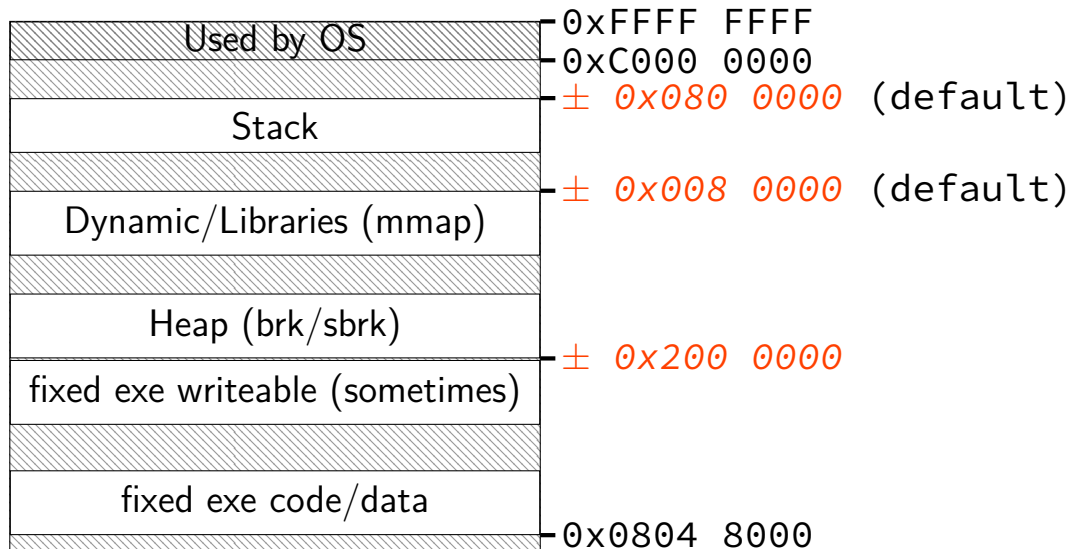 Used by OS
0xFFFF FFFF
0xC000 0000
± 0x080 0000 (default)
Stack
± 0x008 0000 (default)
Dynamic/Libraries (mmap)
Heap (brk/sbrk)
± 0x200 0000
fixed exe writeable (sometimes)
fixed exe code/data
0x0804 8000